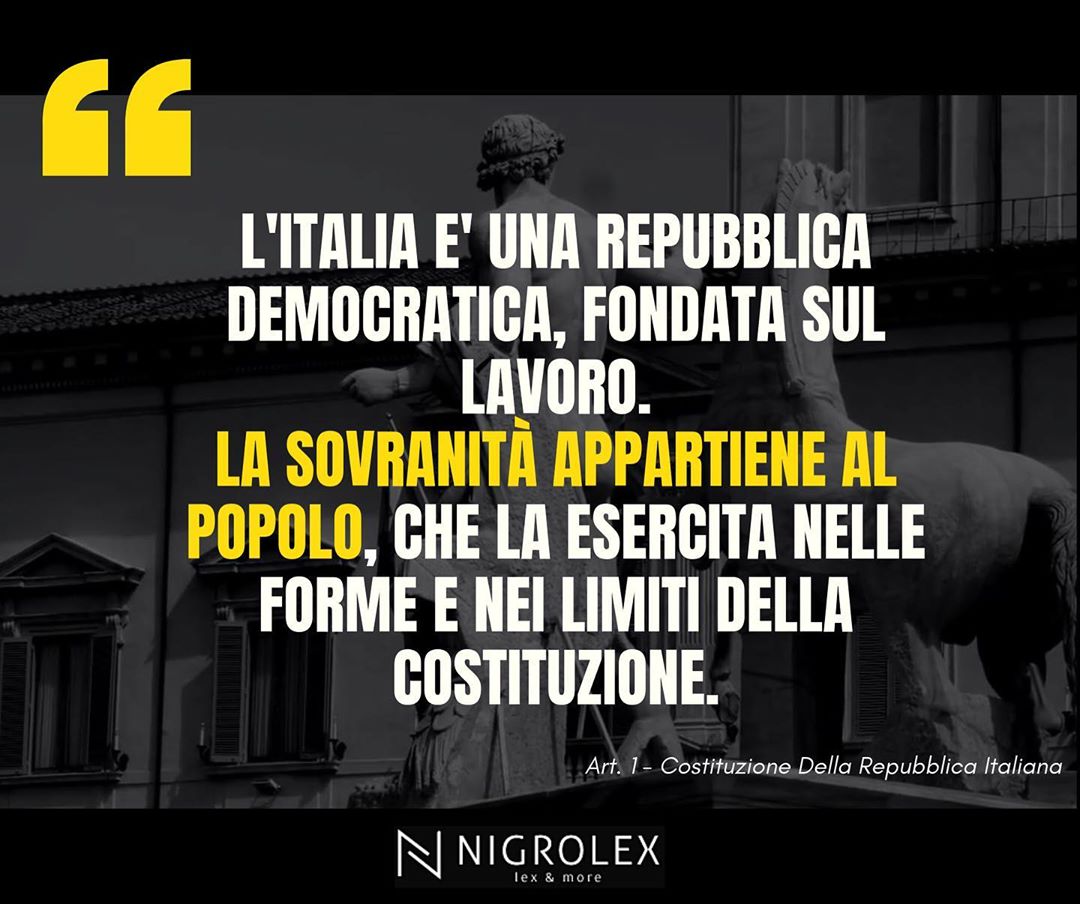 L'ITALIA E' UNA REPUBBLICA
DEMOCRATICA, FONDATA SUL
LAVORO.
LA SOVRANITÀ APPARTIENE AL
POPOLO, CHE LA ESERCITA NELLE
FORME E NEI LIMITI DELLA
COSTITUZIONE.
Art. 1- Costituzione Della Repubblica Italiana
NIGROLEX
lex & more